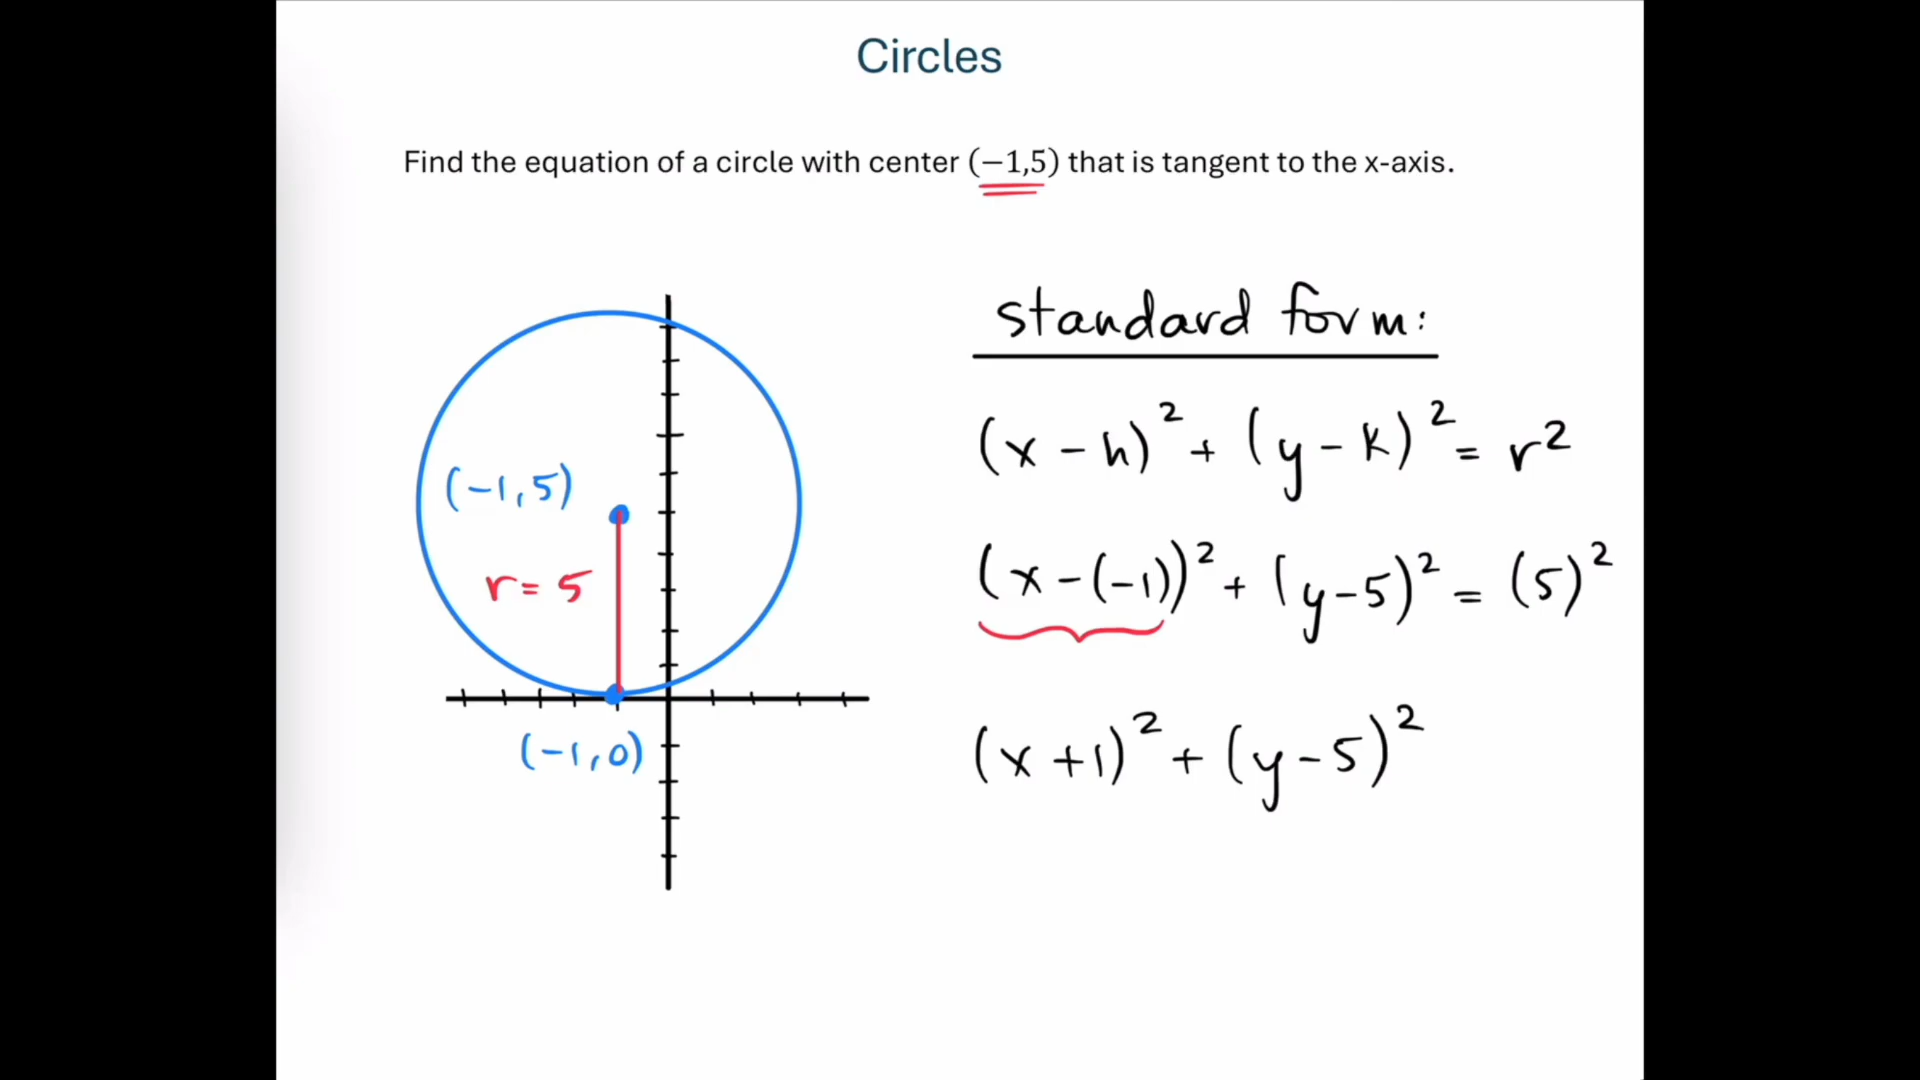 Circles
Find the equation of a circle with center (−1,5) that is tangent to the x-axis.
standard form:
(x - h)² + (y - k)² = r²
(-1,5)
(x - (-1))² + (y - 5)² = (5)²
r = 5
(x + 1)² + (y - 5)²
(-1,0)